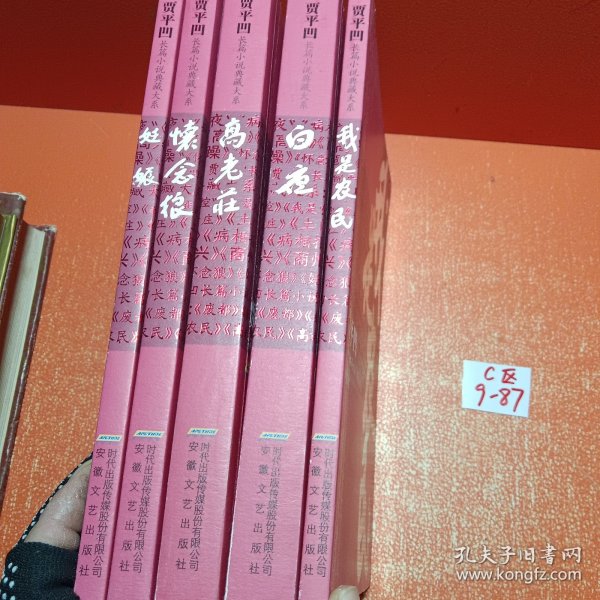 贾平凹
长篇小说典藏大系
妊娠
时代出版传媒股份有限公司
安徽文艺出版社
贾平凹
长篇小说典藏大系
怀念狼
时代出版传媒股份有限公司
安徽文艺出版社
贾平凹
长篇小说典藏大系
高老莊
时代出版传媒股份有限公司
安徽文艺出版社
贾平凹
长篇小说典藏大系
白夜
时代出版传媒股份有限公司
安徽文艺出版社
贾平凹
长篇小说典藏大系
我是农民
时代出版传媒股份有限公司
安徽文艺出版社
C区
9-87
孔夫子旧书网
www.kongfz.com